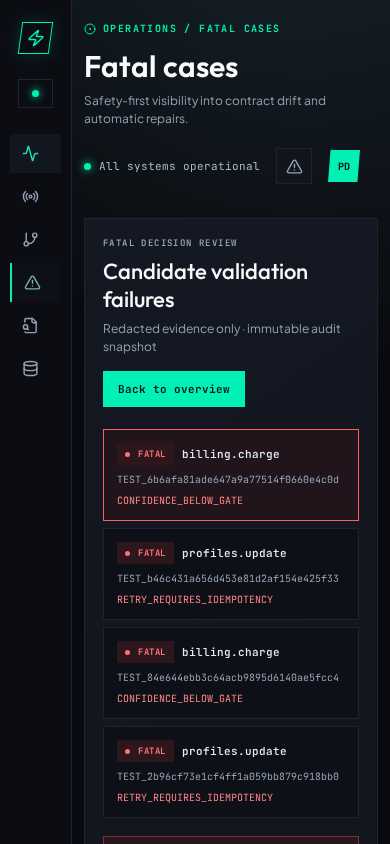 OPERATIONS / FATAL CASES
Fatal cases
Safety-first visibility into contract drift and
automatic repairs.
All systems operational
PD
FATAL DECISION REVIEW
Candidate validation
failures
Redacted evidence only · immutable audit
snapshot
Back to overview
FATAL billing.charge
TEST_6b6afa81ade647a9a77514f0660e4c0d
CONFIDENCE_BELOW_GATE
FATAL profiles.update
TEST_b46c431a656d453e81d2af154e425f33
RETRY_REQUIRES_IDEMPOTENCY
FATAL billing.charge
TEST_84e644ebb3c64acb9895d6140ae5fcc4
CONFIDENCE_BELOW_GATE
FATAL profiles.update
TEST_2b96cf73e1cf4ff1a059bb879c918bb0
RETRY_REQUIRES_IDEMPOTENCY